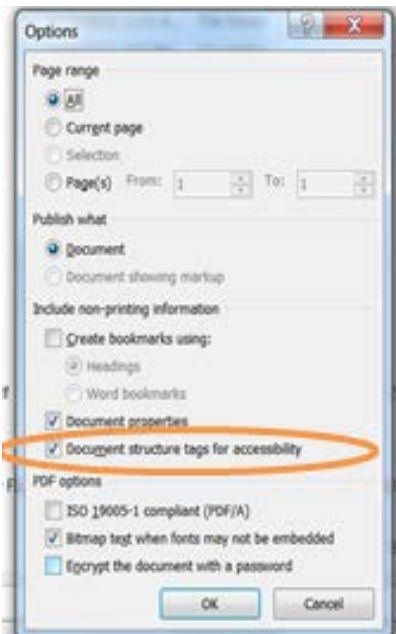 Options
Page range
All
Current page
Selection
Page(s) From: 1 To: 1
Publish what
Document
Document showing markup
Include non-printing information
Create bookmarks using:
Headings
Word bookmarks
Document properties
Document structure tags for accessibility
PDF options
ISO 19005-1 compliant (PDF/A)
Bitmap text when fonts may not be embedded
Encrypt the document with a password
OK Cancel